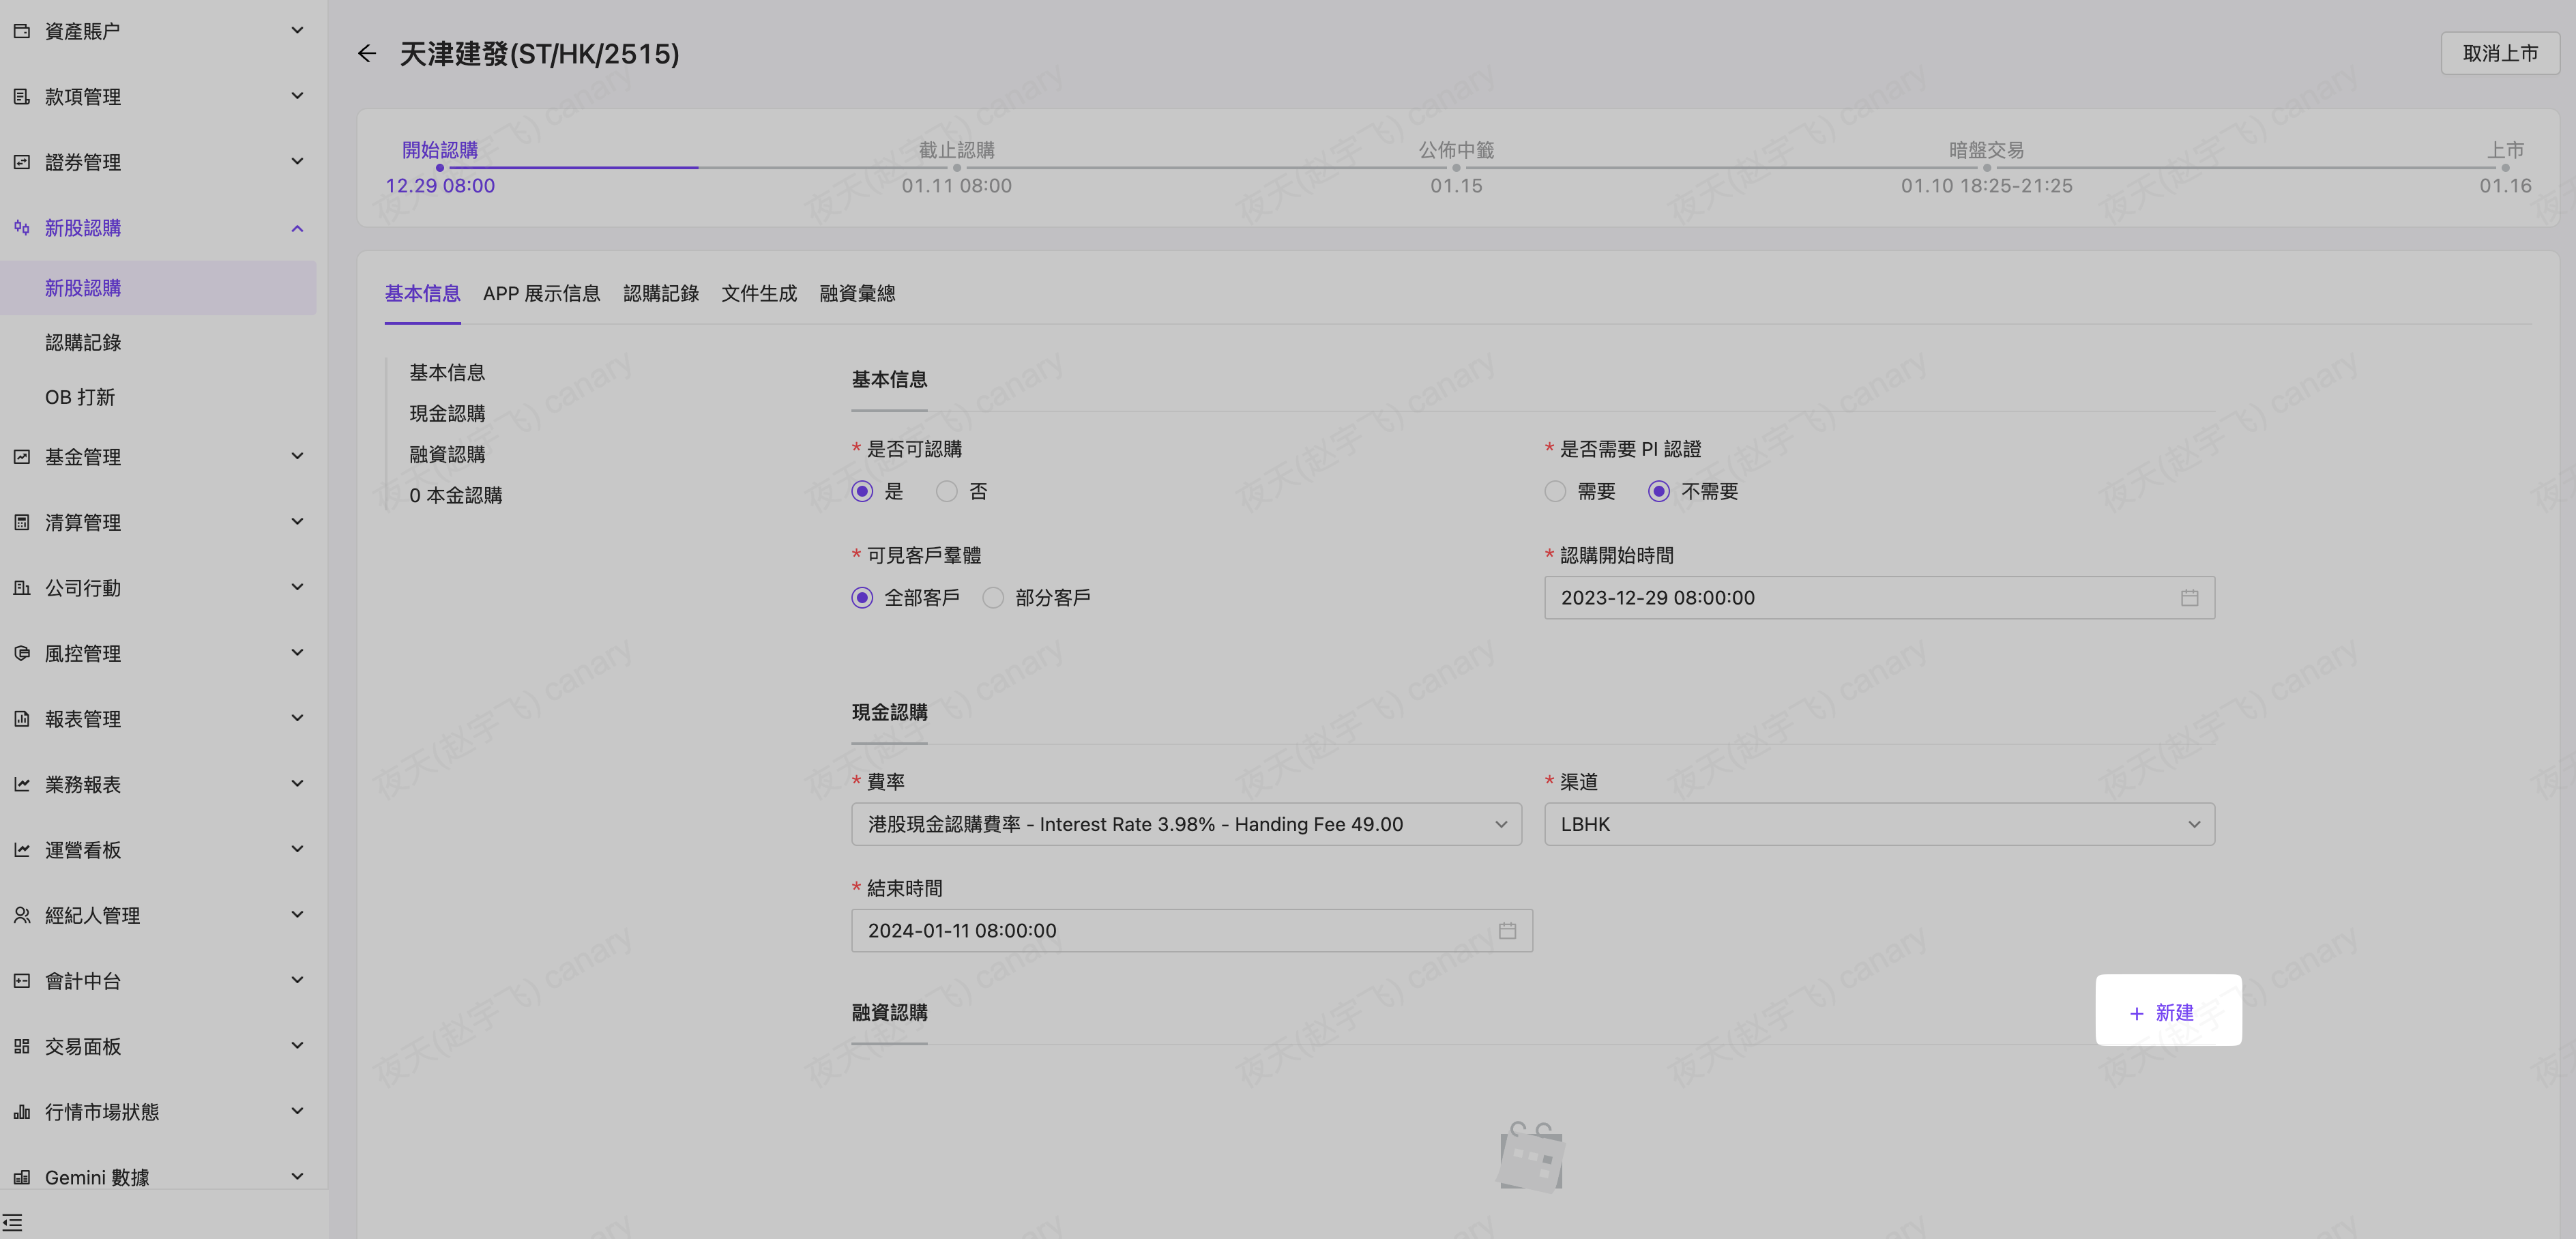 資產賬户
款項管理
證券管理
新股認購
新股認購
認購記錄
OB 打新
基金管理
清算管理
公司行動
風控管理
報表管理
業務報表
運營看板
經紀人管理
會計中台
交易面板
行情市場狀態
Gemini 數據
天津建發(ST/HK/2515)
取消上市
開始認購
12.29 08:00
截止認購
01.11 08:00
公佈中籤
01.15
暗盤交易
01.10 18:25-21:25
上市
01.16
基本信息 APP 展示信息 認購記錄 文件生成 融資彙總
基本信息
現金認購
融資認購
0 本金認購
基本信息
* 是否可認購
是 否
* 是否需要 PI 認證
需要 不需要
* 可見客戶羣體
全部客戶 部分客戶
* 認購開始時間
2023-12-29 08:00:00
現金認購
* 費率
港股現金認購費率 - Interest Rate 3.98% - Handing Fee 49.00
* 渠道
LBHK
* 結束時間
2024-01-11 08:00:00
融資認購
+ 新建
夜天(赵宇飞) canary